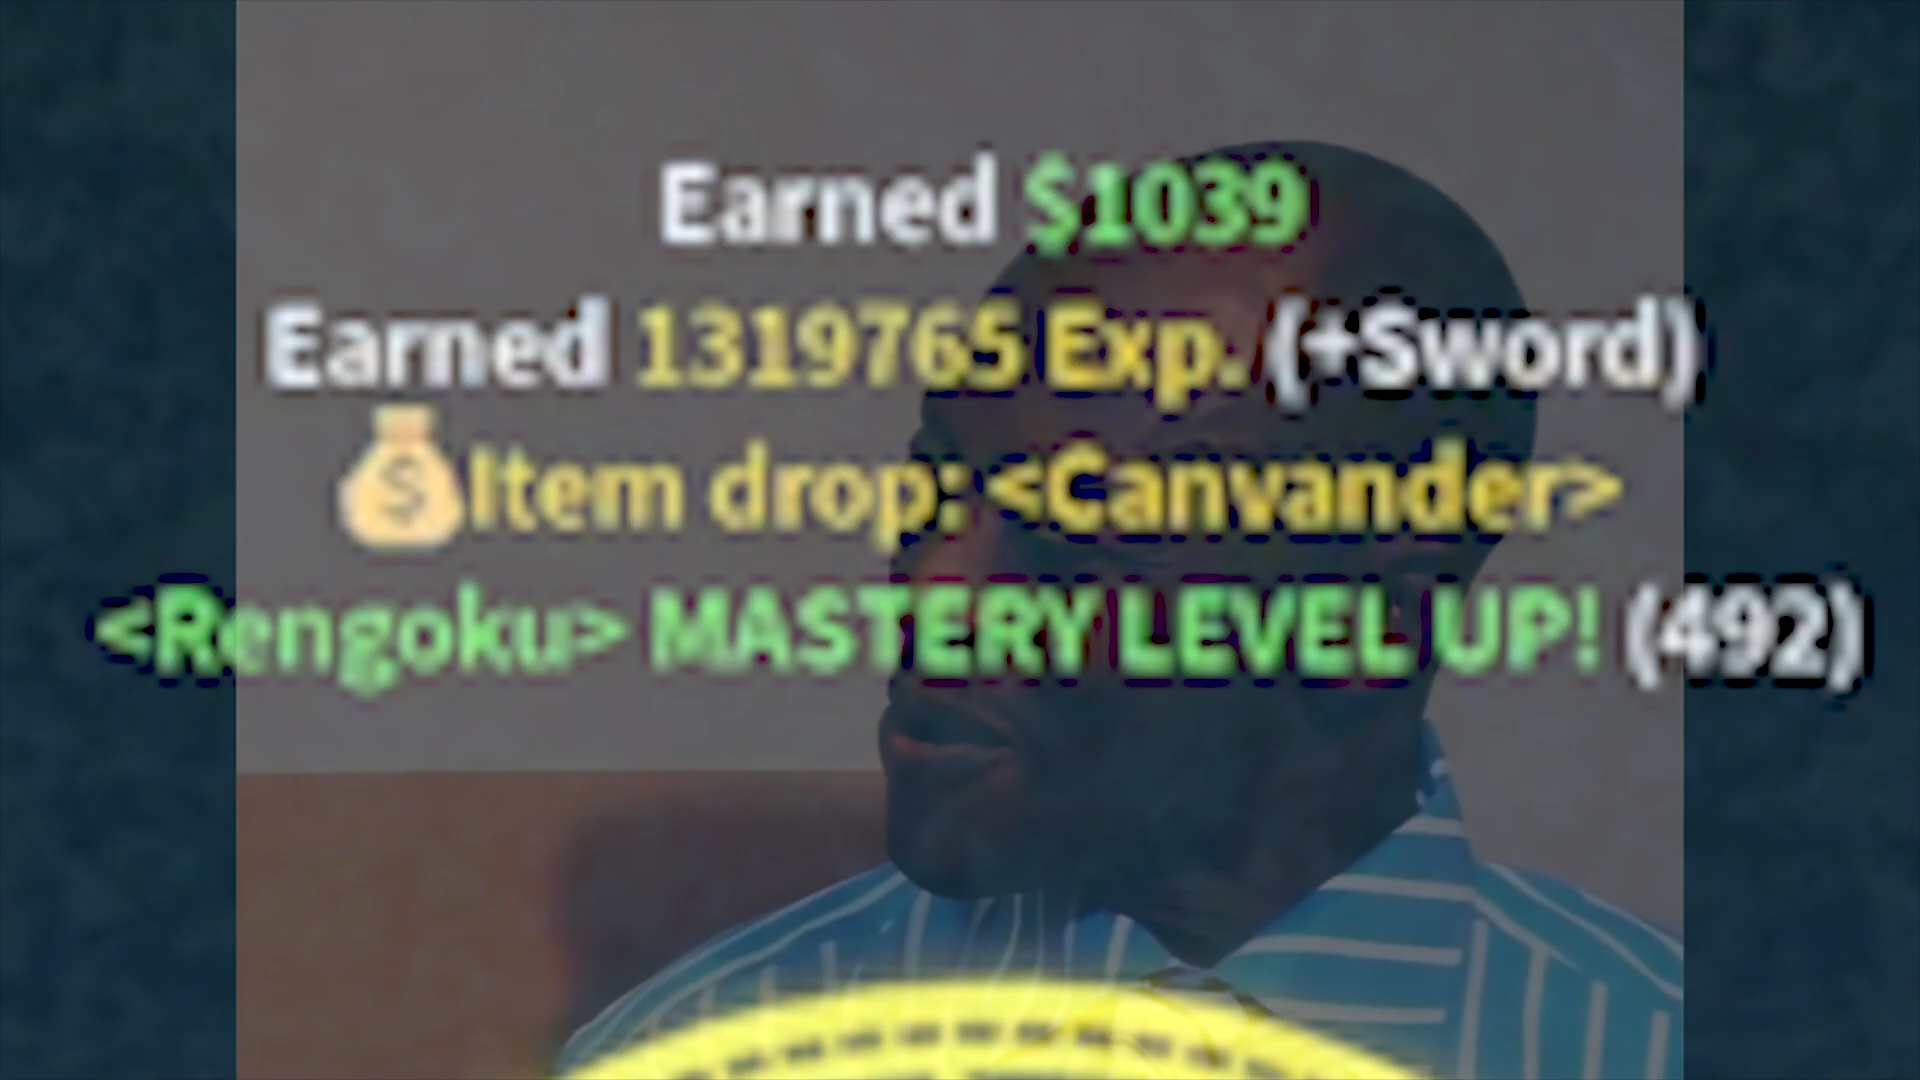 Earned $1039
Earned 1319765 Exp. (+Sword)
💰Item drop: <Canvander>
<Rengoku> MASTERY LEVEL UP! (492)